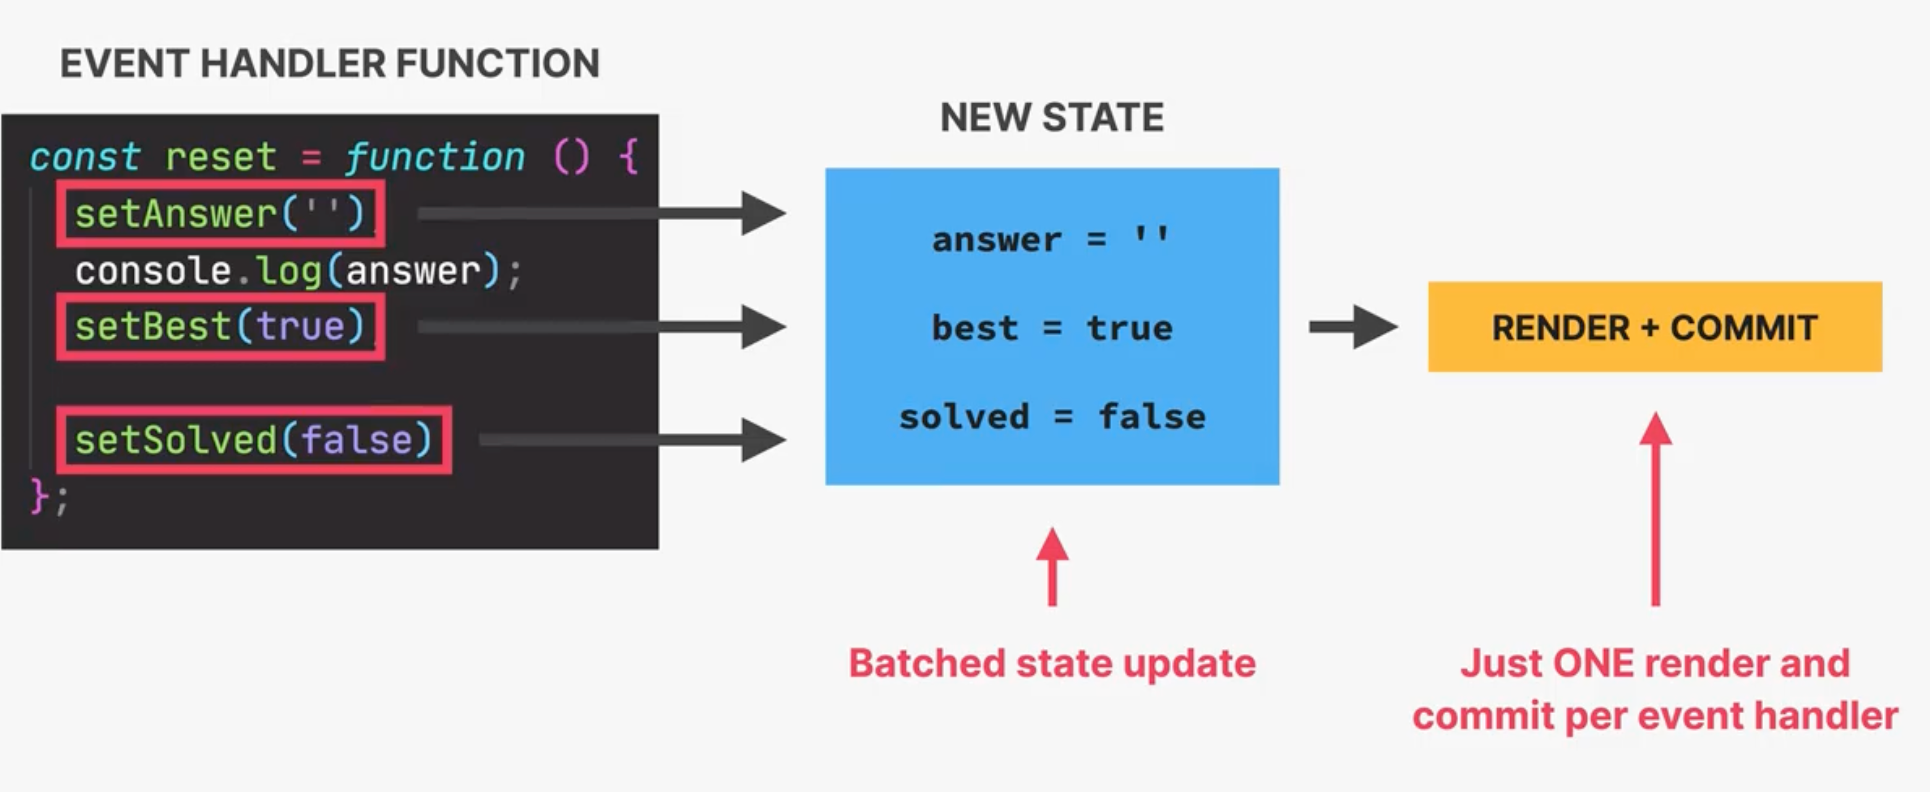 EVENT HANDLER FUNCTION
const reset = function () {
setAnswer('')
console.log(answer);
setBest(true)
setSolved(false)
};
NEW STATE
answer = ''
best = true
solved = false
Batched state update
RENDER + COMMIT
Just ONE render and
commit per event handler